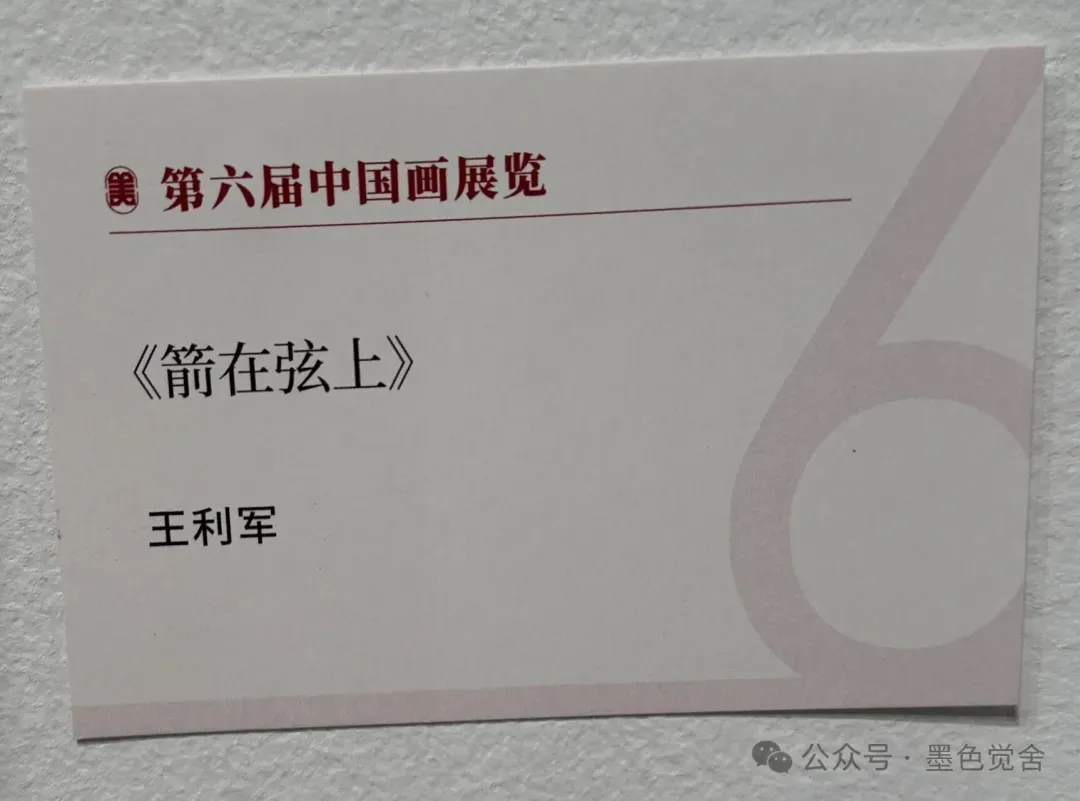 美 第六届中国画展览
《箭在弦上》
王利军
6
公众号·墨色觉舍